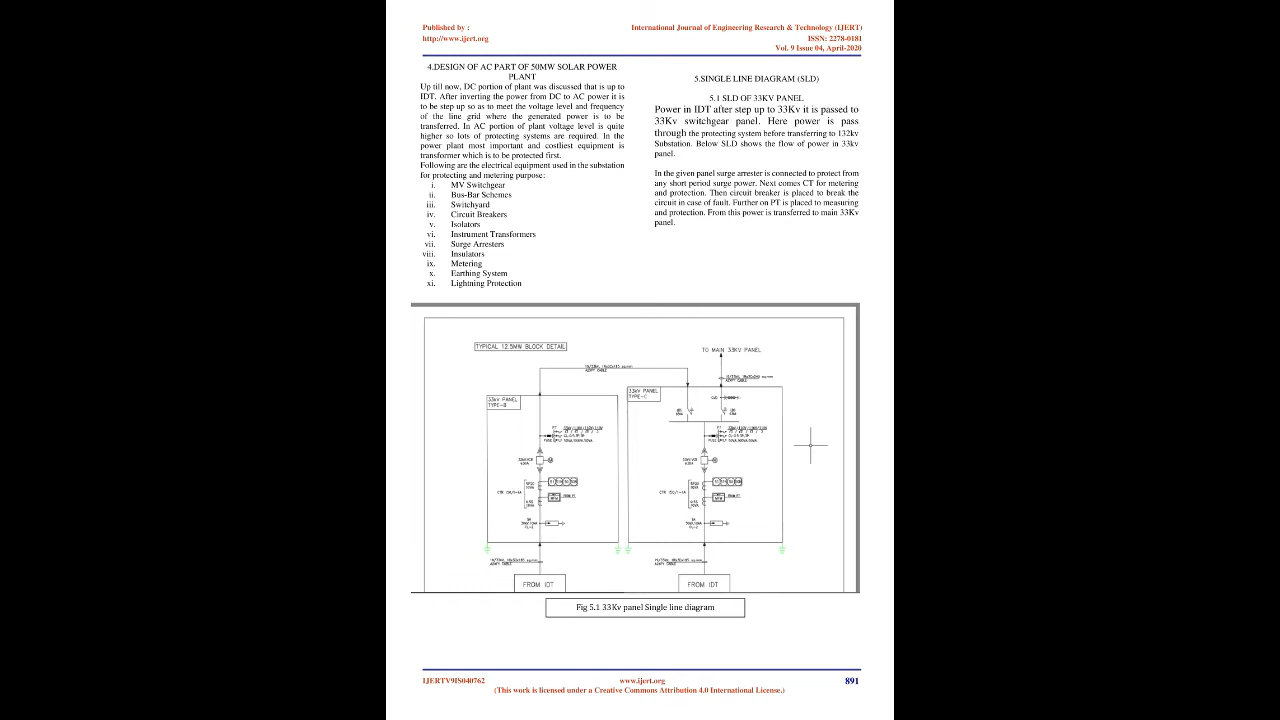 Published by :
http://www.ijert.org
International Journal of Engineering Research & Technology (IJERT)
ISSN: 2278-0181
Vol. 9 Issue 04, April-2020
4.DESIGN OF AC PART OF 50MW SOLAR POWER
PLANT
Up till now, DC portion of plant was discussed that is up to
IDT. After inverting the power from DC to AC power it is
to be step up so as to meet the voltage level and frequency
of the line grid where the generated power is to be
transferred. In AC portion of plant voltage level is quite
higher so lots of protecting systems are required. In the
power plant most important and costliest equipment is
transformer which is to be protected first.
Following are the electrical equipment used in the substation
for protecting and metering purpose:
i. MV Switchgear
ii. Bus-Bar Schemes
iii. Switchyard
iv. Circuit Breakers
v. Isolators
vi. Instrument Transformers
vii. Surge Arresters
viii. Insulators
ix. Metering
x. Earthing System
xi. Lightning Protection
5.SINGLE LINE DIAGRAM (SLD)
5.1 SLD OF 33KV PANEL
Power in IDT after step up to 33Kv it is passed to
33Kv switchgear panel. Here power is pass
through the protecting system before transferring to 132kv
Substation. Below SLD shows the flow of power in 33kv
panel.
In the given panel surge arrester is connected to protect from
any short period surge power. Next comes CT for metering
and protection. Then circuit breaker is placed to break the
circuit in case of fault. Further on PT is placed to measuring
and protection. From this power is transferred to main 33Kv
panel.
TYPICAL 12.5MW BLOCK DETAIL
TO MAIN 33KV PANEL
33kV PANEL
TYPE-B
33kV PANEL
TYPE-C
FROM IDT
FROM IDT
Fig 5.1 33Kv panel Single line diagram
IJERTV9IS040762
www.ijert.org
891
(This work is licensed under a Creative Commons Attribution 4.0 International License.)